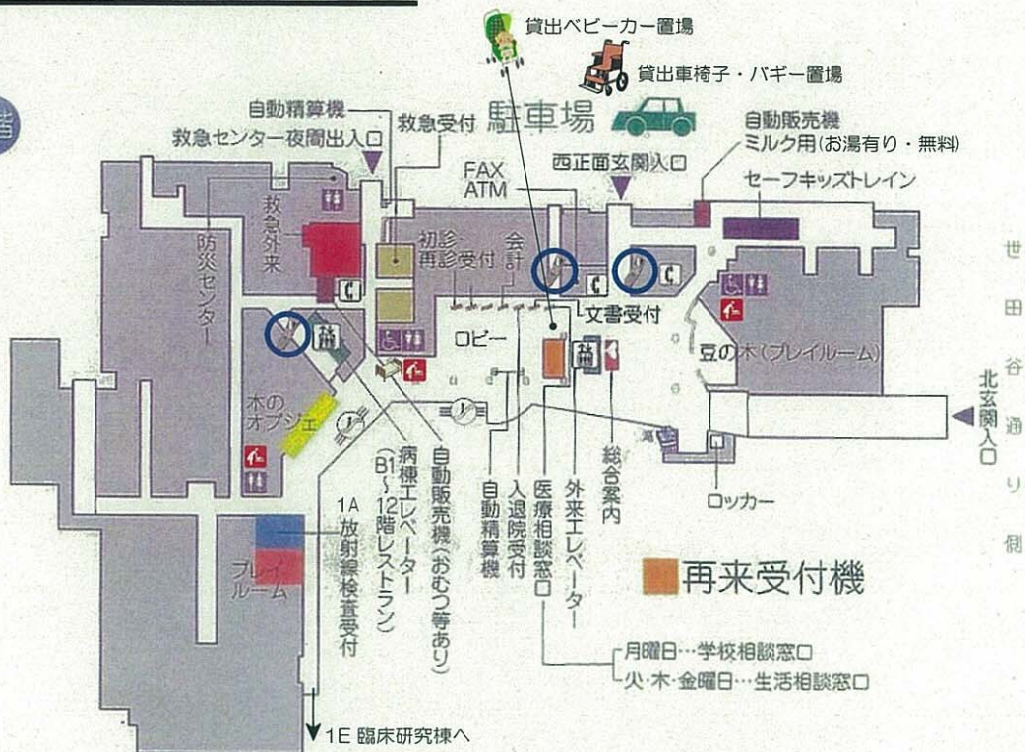 階
貸出ベビーカー置場
貸出車椅子・バギー置場
自動精算機
救急受付
駐車場
自動販売機
ミルク用(お湯有り・無料)
救急センター夜間出入口
西正面玄関入口
FAX
ATM
セーフキッズトレイン
救急外来
防災センター
初診
再診受付
会計
文書受付
ロビー
豆の木(プレイルーム)
世田谷通り側
北玄関入口
木の
オブジェ
ロッカー
1A
放射線検査受付
病棟エレベーター
(B1~12階レストラン)
自動販売機(おむつ等あり)
自動精算機
入退院受付
医療相談窓口
外来エレベーター
総合案内
プレイ
ルーム
再来受付機
月曜日…学校相談窓口
火・木・金曜日…生活相談窓口
1E 臨床研究棟へ